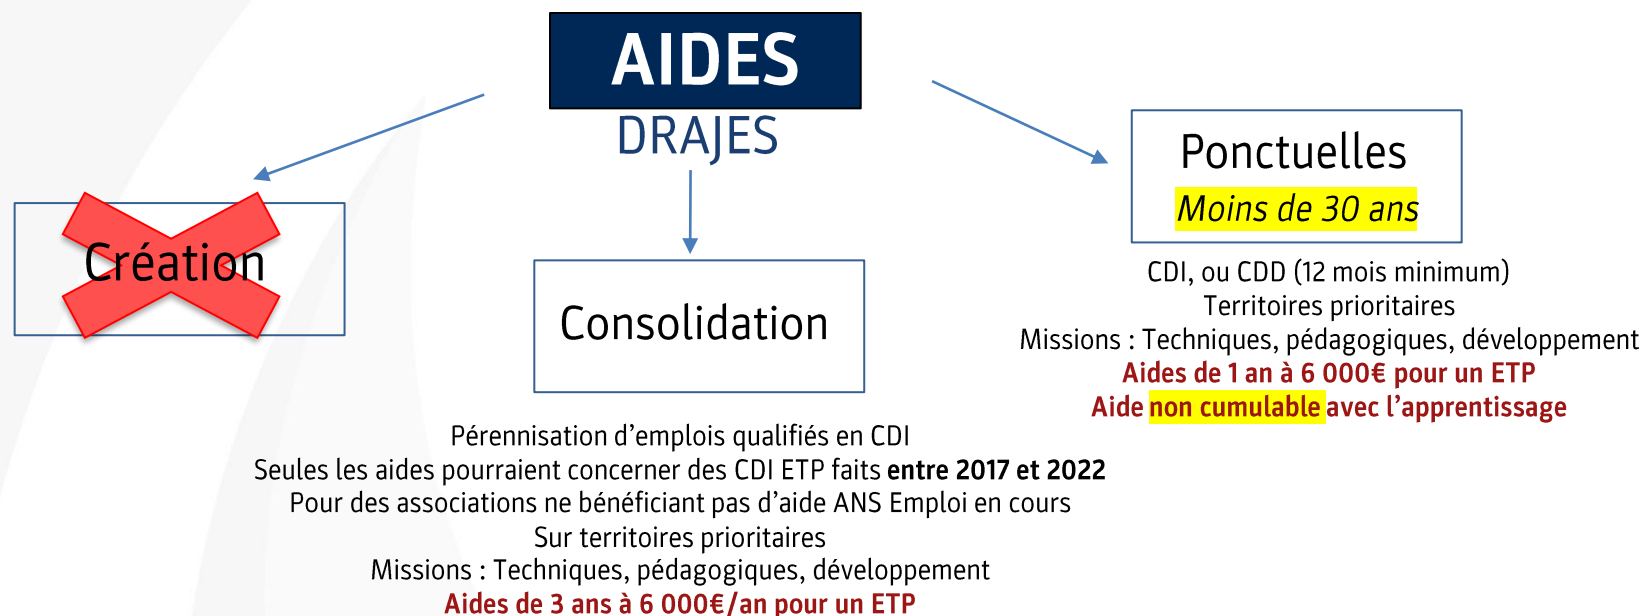 AIDES
DRAJES
Création
Consolidation
Pérennisation d’emplois qualifiés en CDI
Seules les aides pourraient concerner des CDI ETP faits entre 2017 et 2022
Pour des associations ne bénéficiant pas d’aide ANS Emploi en cours
Sur territoires prioritaires
Missions : Techniques, pédagogiques, développement
Aides de 3 ans à 6 000€/an pour un ETP
Ponctuelles
Moins de 30 ans
CDI, ou CDD (12 mois minimum)
Territoires prioritaires
Missions : Techniques, pédagogiques, développement
Aides de 1 an à 6 000€ pour un ETP
Aide non cumulable avec l’apprentissage